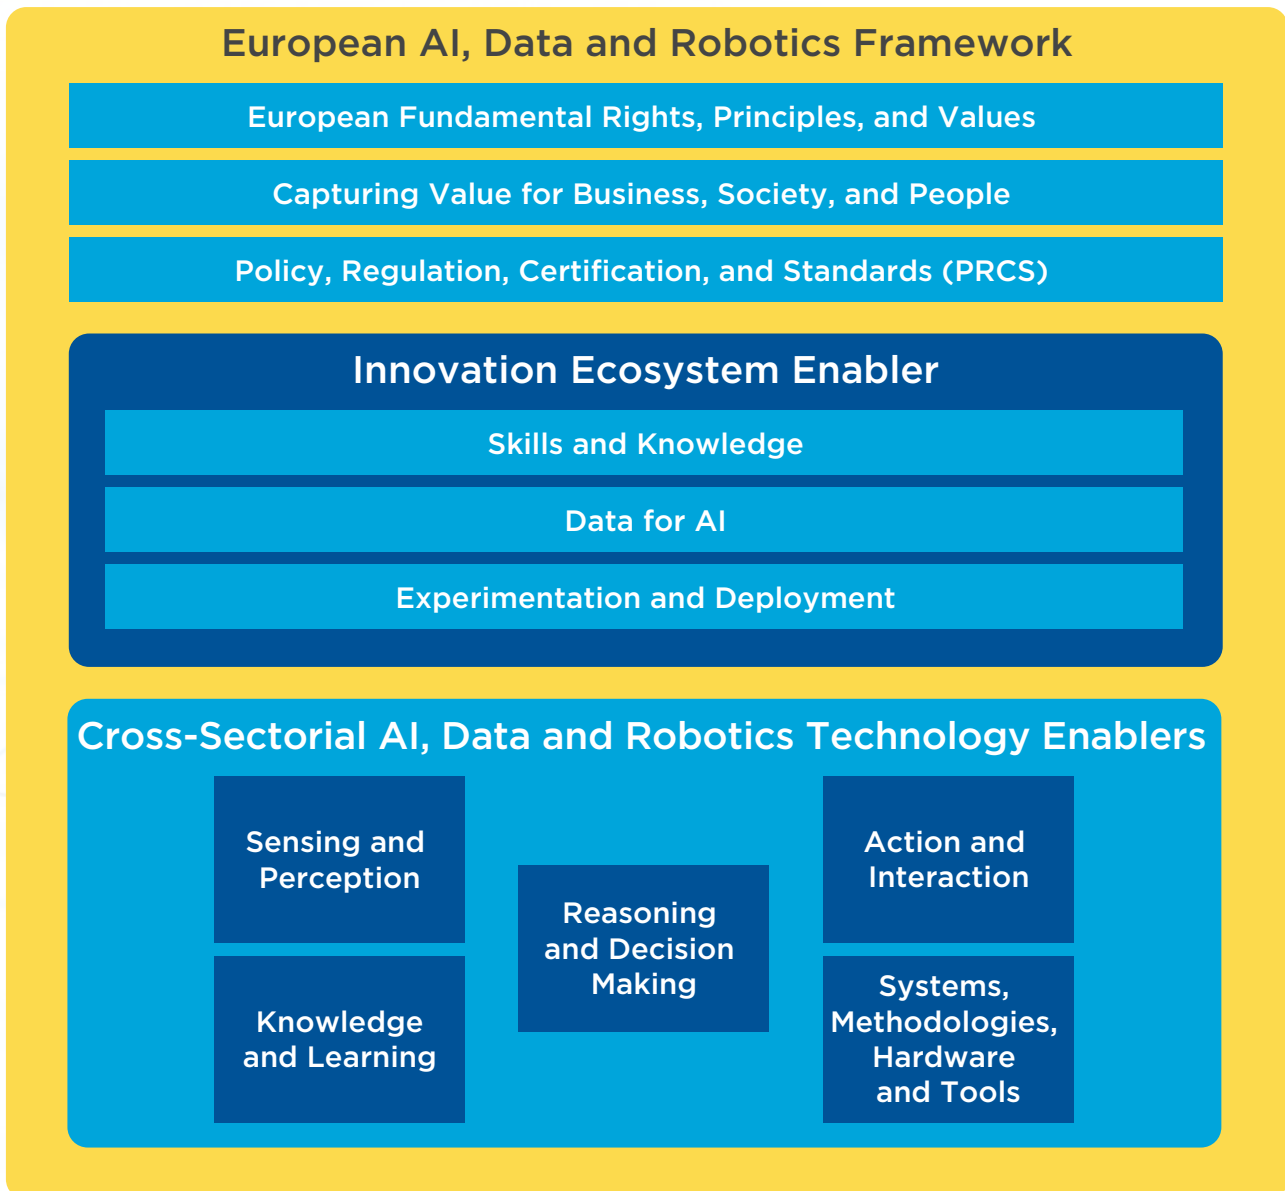 European AI, Data and Robotics Framework
European Fundamental Rights, Principles, and Values
Capturing Value for Business, Society, and People
Policy, Regulation, Certification, and Standards (PRCS)
Innovation Ecosystem Enabler
Skills and Knowledge
Data for AI
Experimentation and Deployment
Cross-Sectorial AI, Data and Robotics Technology Enablers
Sensing and
Perception
Knowledge
and Learning
Reasoning
and Decision
Making
Action and
Interaction
Systems,
Methodologies,
Hardware
and Tools